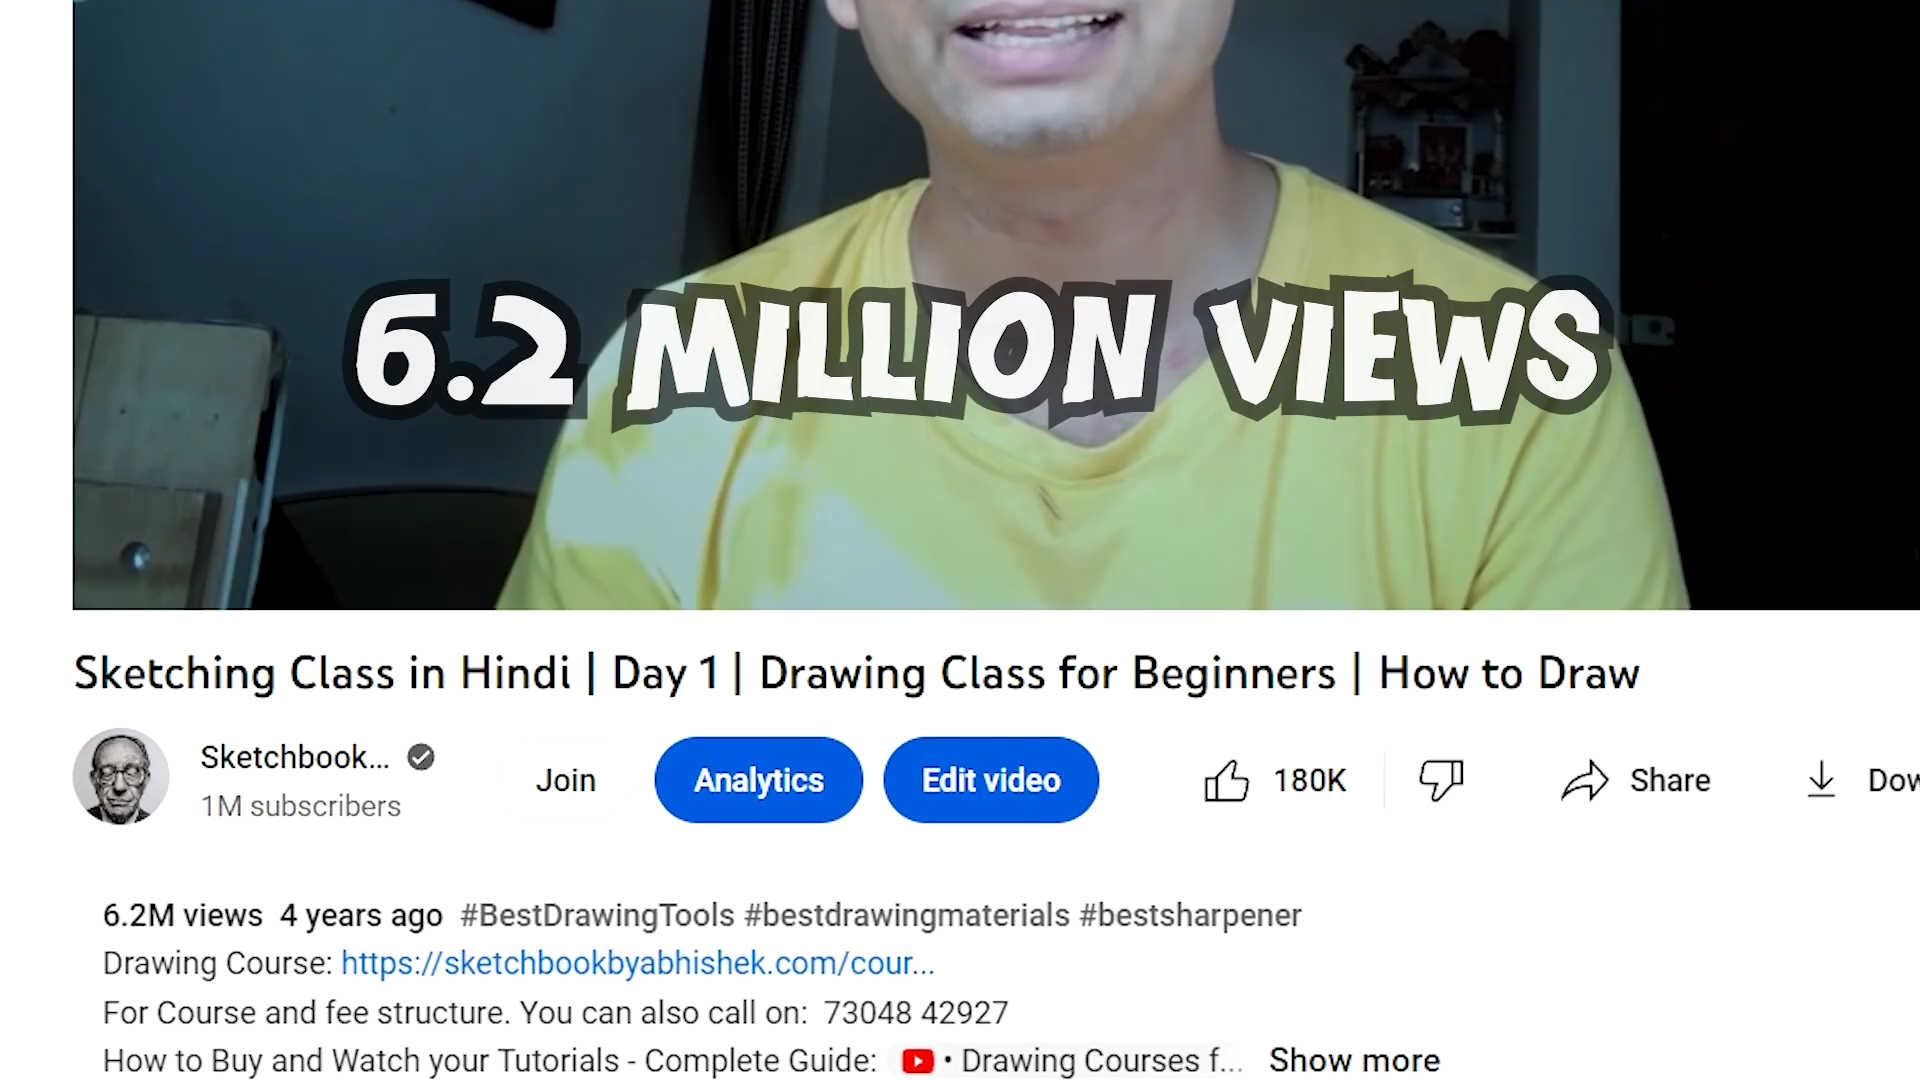 6.2 MILLION VIEWS
Sketching Class in Hindi | Day 1 | Drawing Class for Beginners | How to Draw
Sketchbook...
1M subscribers
Join
Analytics
Edit video
180K
Share
Dow
6.2M views 4 years ago #BestDrawingTools #bestdrawingmaterials #bestsharpener
Drawing Course: https://sketchbookbyabhishek.com/cour...
For Course and fee structure. You can also call on: 73048 42927
How to Buy and Watch your Tutorials - Complete Guide: • Drawing Courses f... Show more